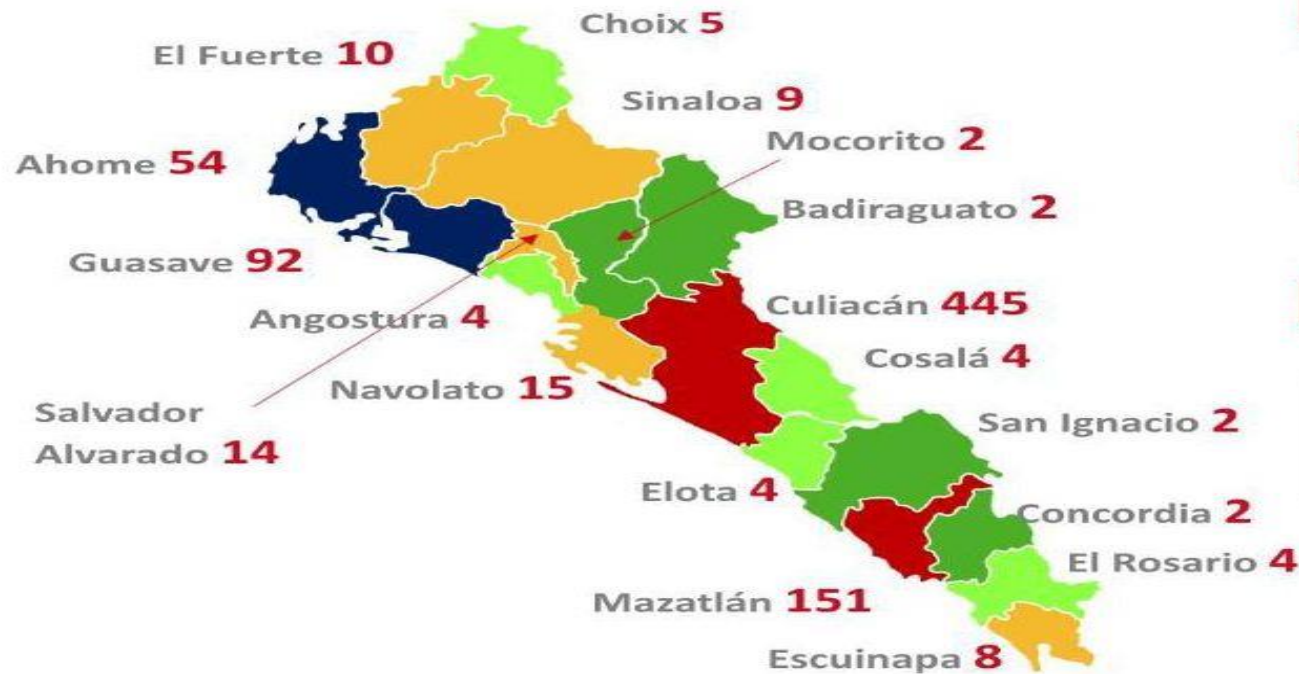 Choix 5
El Fuerte 10
Sinaloa 9
Mocorito 2
Ahome 54
Badiraguato 2
Guasave 92
Culiacán 445
Angostura 4
Cosalá 4
Navolato 15
Salvador
Alvarado 14
San Ignacio 2
Elota 4
Concordia 2
El Rosario 4
Mazatlán 151
Escuinapa 8